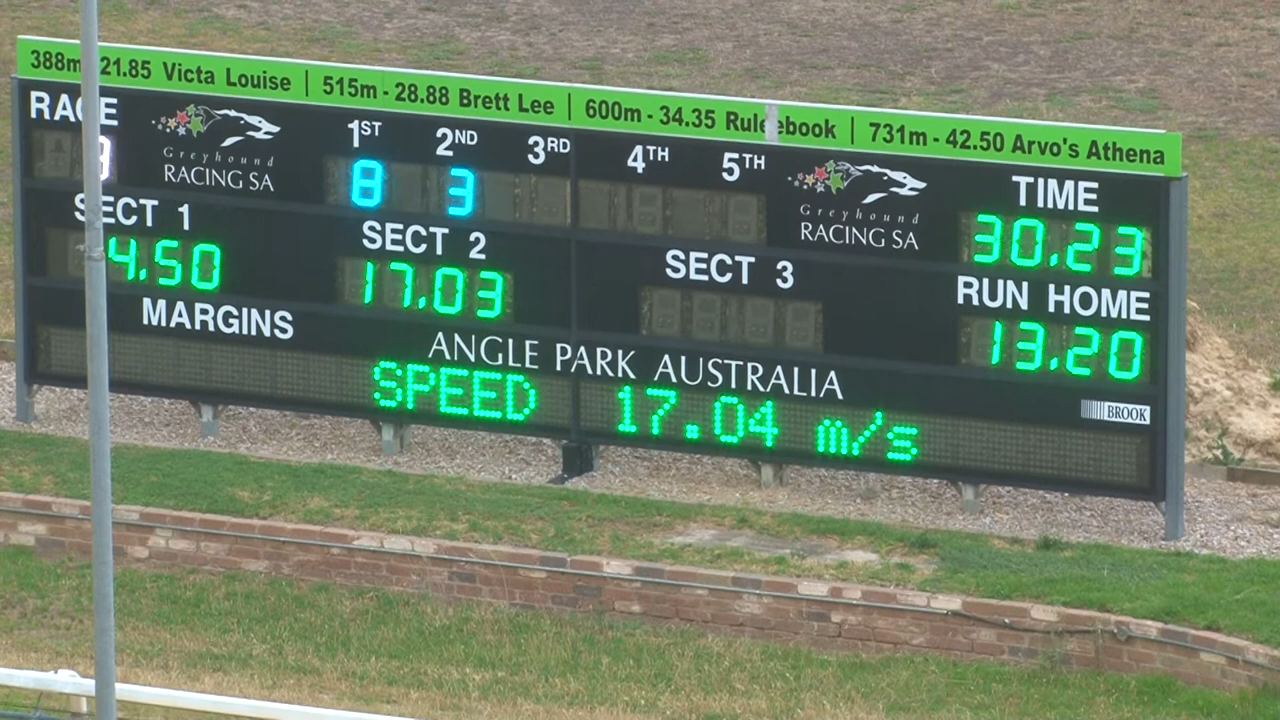 388m 21.85 Victa Louise | 515m - 28.88 Brett Lee | 600m - 34.35 Rulesebook | 731m - 42.50 Arvo's Athena
RACE
Greyhound
RACING SA
1ST 2ND 3RD 4TH 5TH
8 3
Greyhound
RACING SA
TIME
30.23
SECT 1
4.50
SECT 2
17.03
SECT 3
RUN HOME
13.20
MARGINS
ANGLE PARK AUSTRALIA
SPEED 17.04 m/s
BROOK